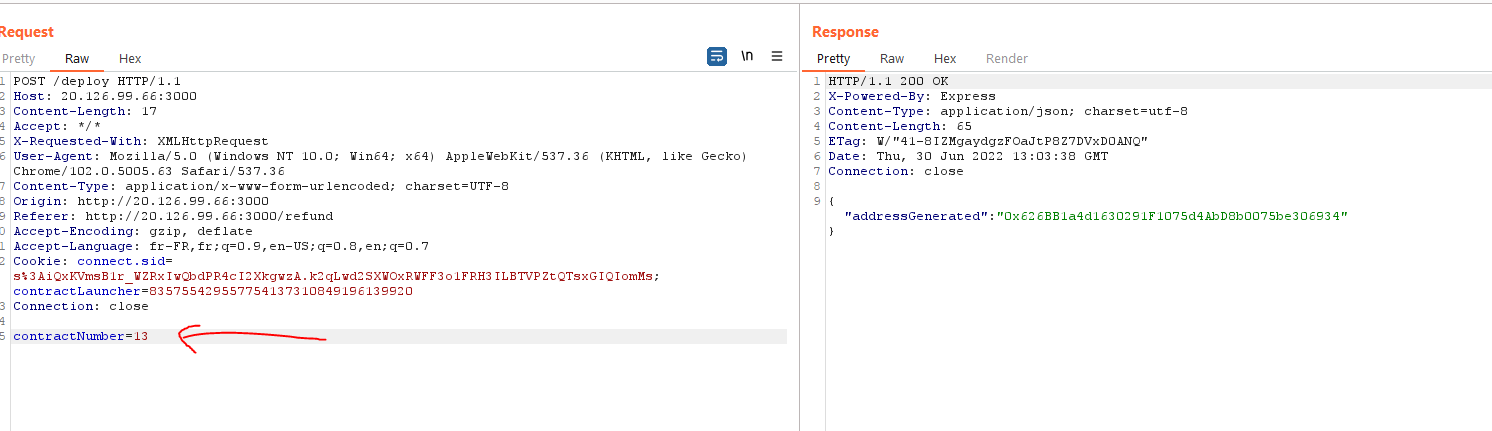 Request
Pretty Raw Hex \n
1 POST /deploy HTTP/1.1
2 Host: 20.126.99.66:3000
3 Content-Length: 17
4 Accept: */*
5 X-Requested-With: XMLHttpRequest
6 User-Agent: Mozilla/5.0 (Windows NT 10.0; Win64; x64) AppleWebKit/537.36 (KHTML, like Gecko)
Chrome/102.0.5005.63 Safari/537.36
7 Content-Type: application/x-www-form-urlencoded; charset=UTF-8
8 Origin: http://20.126.99.66:3000
9 Referer: http://20.126.99.66:3000/refund
0 Accept-Encoding: gzip, deflate
1 Accept-Language: fr-FR,fr;q=0.9,en-US;q=0.8,en;q=0.7
2 Cookie: connect.sid=
s%3AiQxKVmsB1r_WZRxIwQbdPR4cI2XkgwzA.k2qLwd2SXWOxRWFF3o1FRH3ILBTVPZtQTsxGIQIomMs;
contractLauncher=83575542955775413731084919613992​0
3 Connection: close
4
5 contractNumber=13
Response
Pretty Raw Hex Render
1 HTTP/1.1 200 OK
2 X-Powered-By: Express
3 Content-Type: application/json; charset=utf-8
4 Content-Length: 65
5 ETag: W/"41-8IZMgaydgzFOaJtP8Z7DVxDOANQ"
6 Date: Thu, 30 Jun 2022 13:03:38 GMT
7 Connection: close
8
9 {
"addressGenerated":"0x626BB1a4d1630291F1075d4AbD8b0075be306934"
}